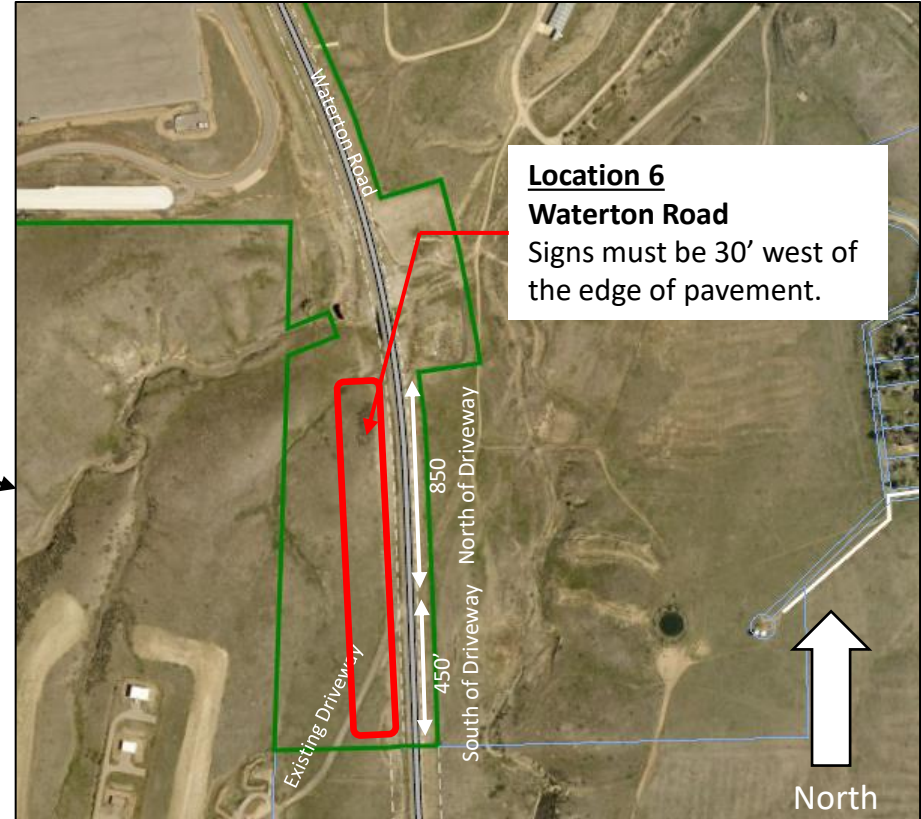 Waterton Road
Location 6
Waterton Road
Signs must be 30’ west of
the edge of pavement.
850
North of Driveway
450’
South of Driveway
Existing Driveway
North